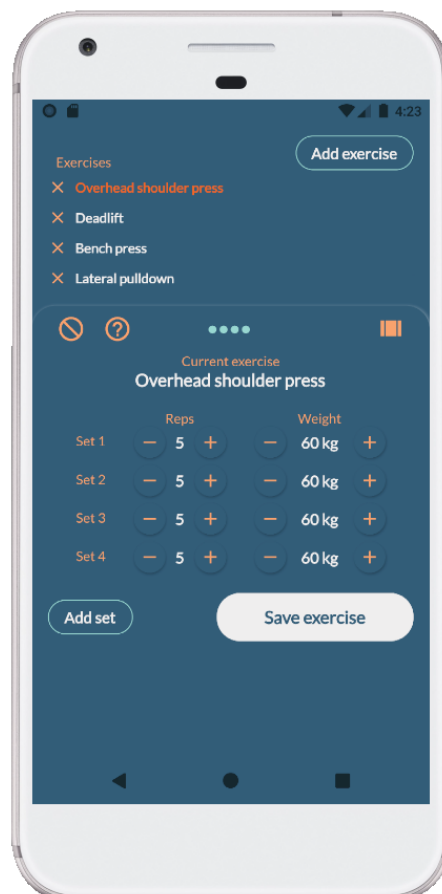 4:23
Add exercise
Exercises
Overhead shoulder press
Deadlift
Bench press
Lateral pulldown
Current exercise
Overhead shoulder press
Reps Weight
Set 1 − 5 + − 60 kg +
Set 2 − 5 + − 60 kg +
Set 3 − 5 + − 60 kg +
Set 4 − 5 + − 60 kg +
Add set Save exercise